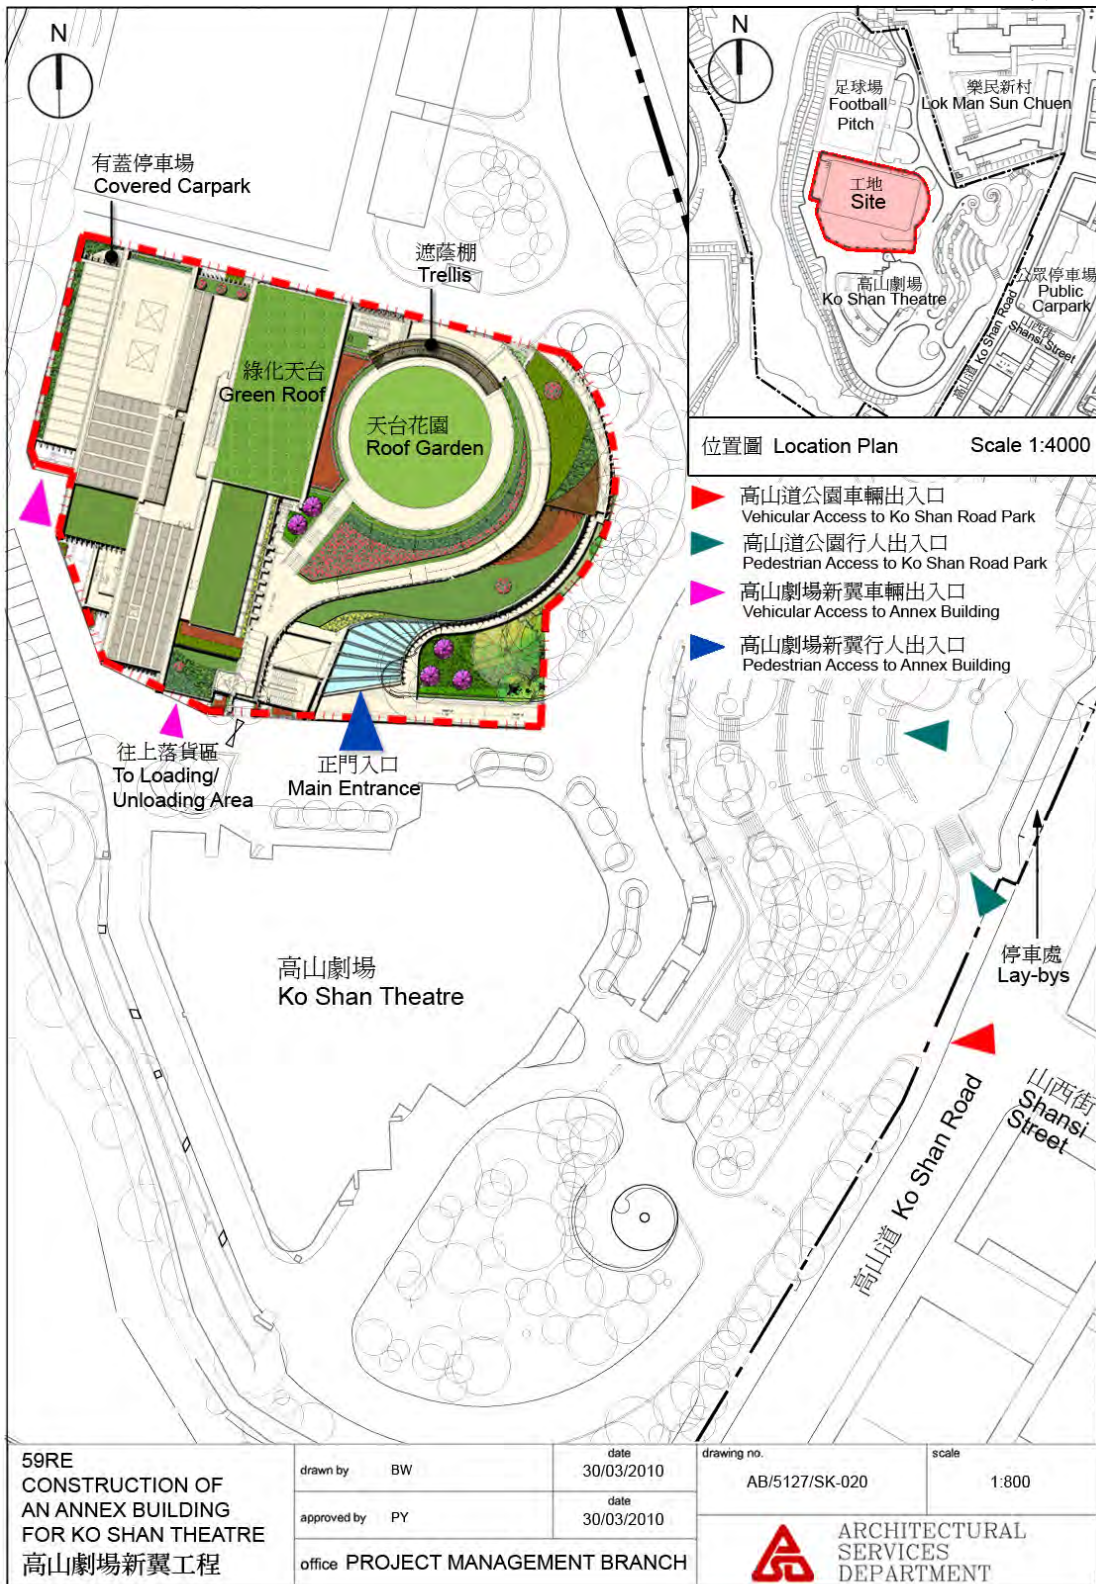 N
有蓋停車場
Covered Carpark
遮蔭棚
Trellis
綠化天台
Green Roof
天台花園
Roof Garden
往上落貨區
To Loading/
Unloading Area
正門入口
Main Entrance
高山劇場
Ko Shan Theatre
N
足球場
Football
Pitch
樂民新村
Lok Man Sun Chuen
工地
Site
高山劇場
Ko Shan Theatre
公眾停車場
Public
Carpark
山西街
Shansi Street
高山道 Ko Shan Road
位置圖 Location Plan Scale 1:4000
高山道公園車輛出入口
Vehicular Access to Ko Shan Road Park
高山道公園行人出入口
Pedestrian Access to Ko Shan Road Park
高山劇場新翼車輛出入口
Vehicular Access to Annex Building
高山劇場新翼行人出入口
Pedestrian Access to Annex Building
停車處
Lay-bys
山西街
Shansi
Street
高山道 Ko Shan Road
59RE
CONSTRUCTION OF
AN ANNEX BUILDING
FOR KO SHAN THEATRE
高山劇場新翼工程
drawn by BW
date
30/03/2010
approved by PY
date
30/03/2010
office PROJECT MANAGEMENT BRANCH
drawing no.
AB/5127/SK-020
scale
1:800
ARCHITECTURAL
SERVICES
DEPARTMENT